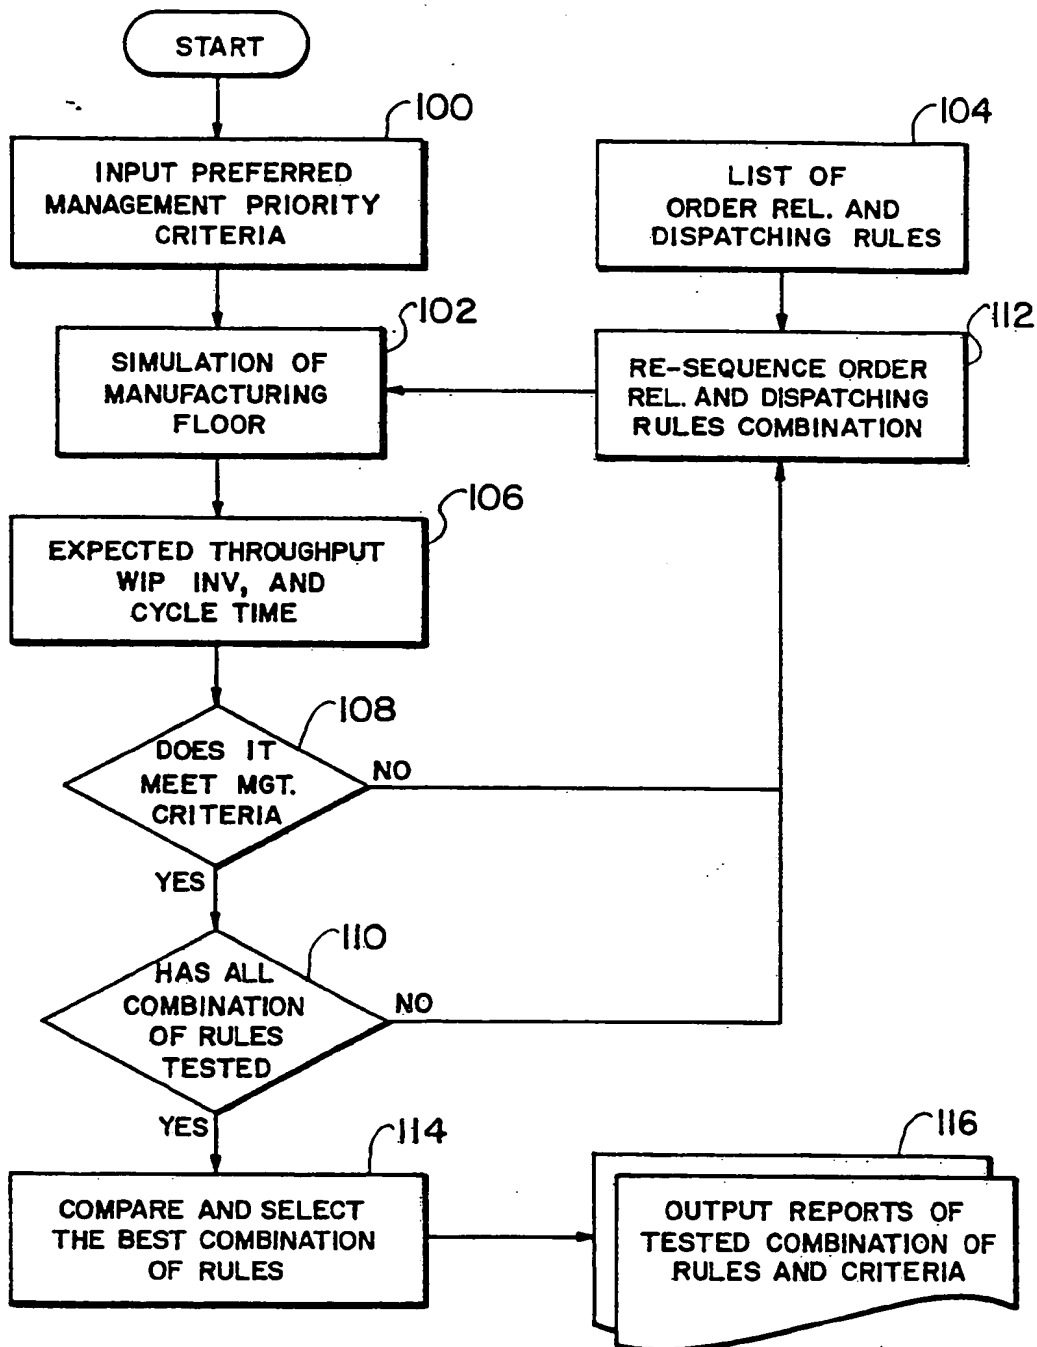 START
100
INPUT PREFERRED
MANAGEMENT PRIORITY
CRITERIA
104
LIST OF
ORDER REL. AND
DISPATCHING RULES
102
SIMULATION OF
MANUFACTURING
FLOOR
112
RE-SEQUENCE ORDER
REL. AND DISPATCHING
RULES COMBINATION
106
EXPECTED THROUGHPUT
WIP INV, AND
CYCLE TIME
108
DOES IT
MEET MGT.
CRITERIA
NO
YES
110
HAS ALL
COMBINATION
OF RULES
TESTED
NO
YES
114
COMPARE AND SELECT
THE BEST COMBINATION
OF RULES
116
OUTPUT REPORTS OF
TESTED COMBINATION OF
RULES AND CRITERIA